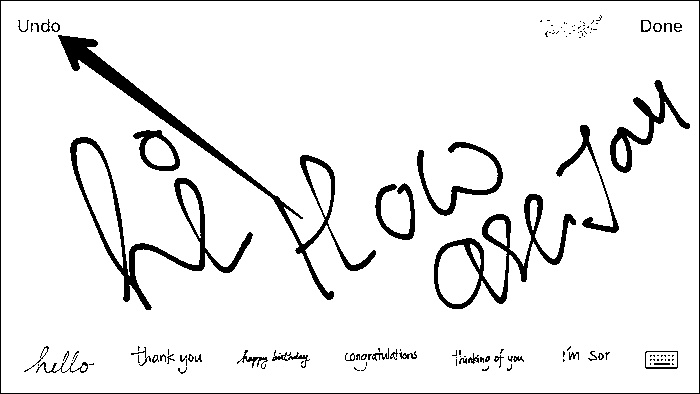 Undo Done
hi How are you
hello thank you happy birthday congratulations thinking of you I'm sor